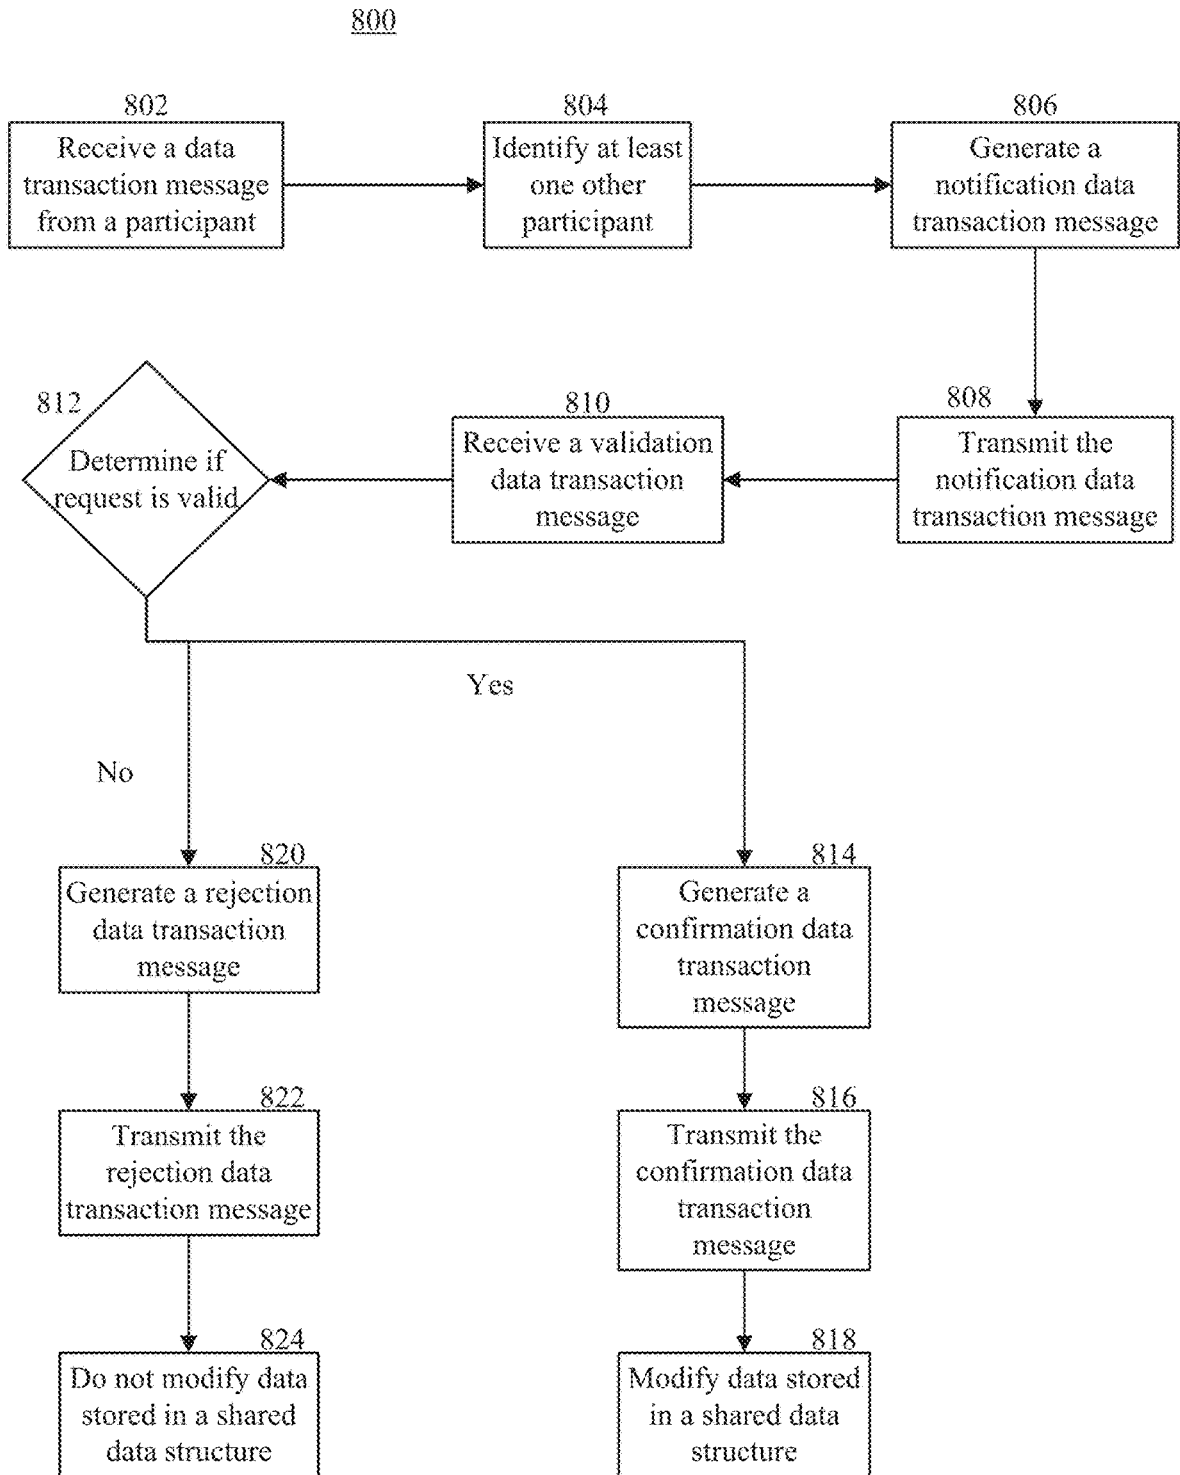 800
802
Receive a data
transaction message
from a participant
804
Identify at least
one other
participant
806
Generate a
notification data
transaction message
812
Determine if
request is valid
810
Receive a validation
data transaction
message
808
Transmit the
notification data
transaction message
Yes
No
820
Generate a rejection
data transaction
message
814
Generate a
confirmation data
transaction
message
822
Transmit the
rejection data
transaction message
816
Transmit the
confirmation data
transaction
message
824
Do not modify data
stored in a shared
data structure
818
Modify data stored
in a shared data
structure